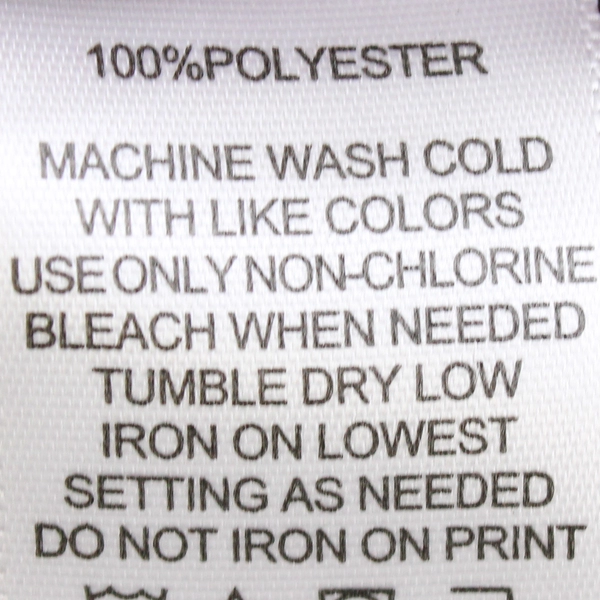 100%POLYESTER
MACHINE WASH COLD
WITH LIKE COLORS
USE ONLY NON-CHLORINE
BLEACH WHEN NEEDED
TUMBLE DRY LOW
IRON ON LOWEST
SETTING AS NEEDED
DO NOT IRON ON PRINT